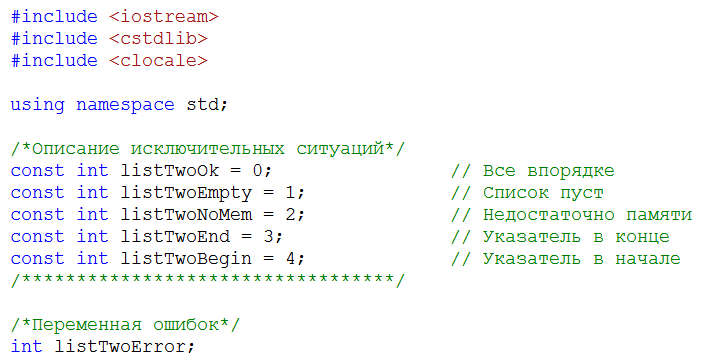 #include <iostream>
#include <cstdlib>
#include <clocale>
using namespace std;
/*Описание исключительных ситуаций*/
const int listTwoOk = 0; // Все впорядке
const int listTwoEmpty = 1; // Список пуст
const int listTwoNoMem = 2; // Недостаточно памяти
const int listTwoEnd = 3; // Указатель в конце
const int listTwoBegin = 4; // Указатель в начале
/**********************************/
/*Переменная ошибок*/
int listTwoError;